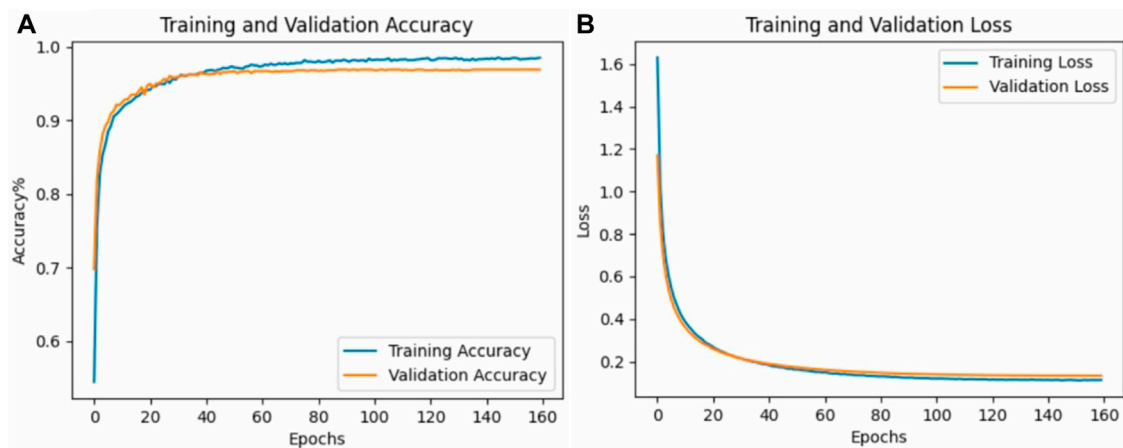 A
Training and Validation Accuracy
1.0
0.9
0.8
0.7
0.6
Accuracy%
Training Accuracy
Validation Accuracy
0 20 40 60 80 100 120 140 160
Epochs
B
Training and Validation Loss
1.6
1.4
1.2
1.0
0.8
0.6
0.4
0.2
Loss
Training Loss
Validation Loss
0 20 40 60 80 100 120 140 160
Epochs